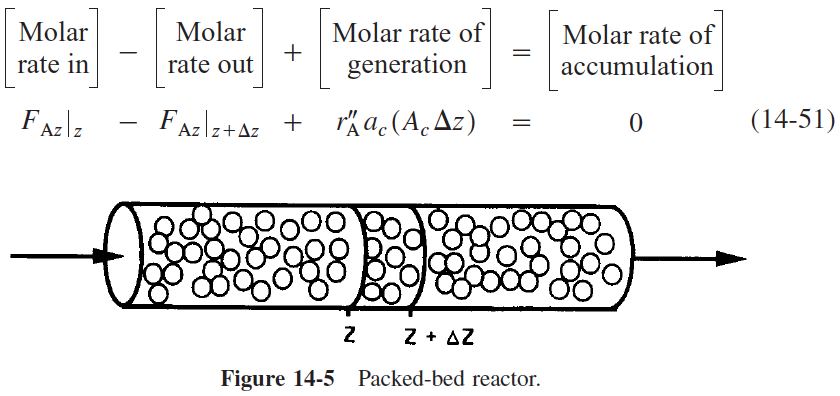 [Molar rate in] − [Molar rate out] + [Molar rate of generation] = [Molar rate of accumulation]
F_Az|_z − F_Az|_z+Δz + r″_A a_c(A_c Δz) = 0 (14-51)
z z + Δz
Figure 14-5 Packed-bed reactor.